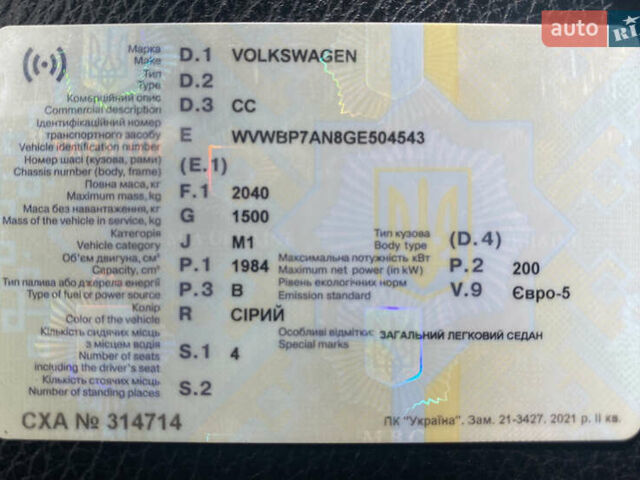 auto RI
Марка D.1 VOLKSWAGEN
Make
Тип D.2
Type
Комерційний опис D.3 CC
Commercial description
Ідентифікаційний номер
транспортного засобу E WVWBP7AN8GE504543
Vehicle identification number
Номер шасі (кузова, рами) (E.1)
Chassis number (body, frame)
Повна маса, кг F.1 2040
Maximum mass, kg
Маса без навантаження, кг G 1500
Mass of the vehicle in service, kg
Категорія J M1 Тип кузова (D.4)
Vehicle category Body type
Об'єм двигуна, см³ P.1 1984 Максимальна потужність кВт P.2 200
Capacity, cm³ Maximum net power (in kW)
Тип палива або джерела енергії P.3 B Рівень екологічних норм V.9 Євро-5
Type of fuel or power source Emission standard
Колір R СІРИЙ
Color of the vehicle
Кількість сидячих місць Особливі відмітки: ЗАГАЛЬНИЙ ЛЕГКОВИЙ СЕДАН
з місцем водія S.1 4 Special marks
Number of seats
including the driver's seat
Кількість стоячих місць S.2
Number of standing places
СХА № 314714
ПК "Україна". Зам. 21-3427. 2021 р. II кв.